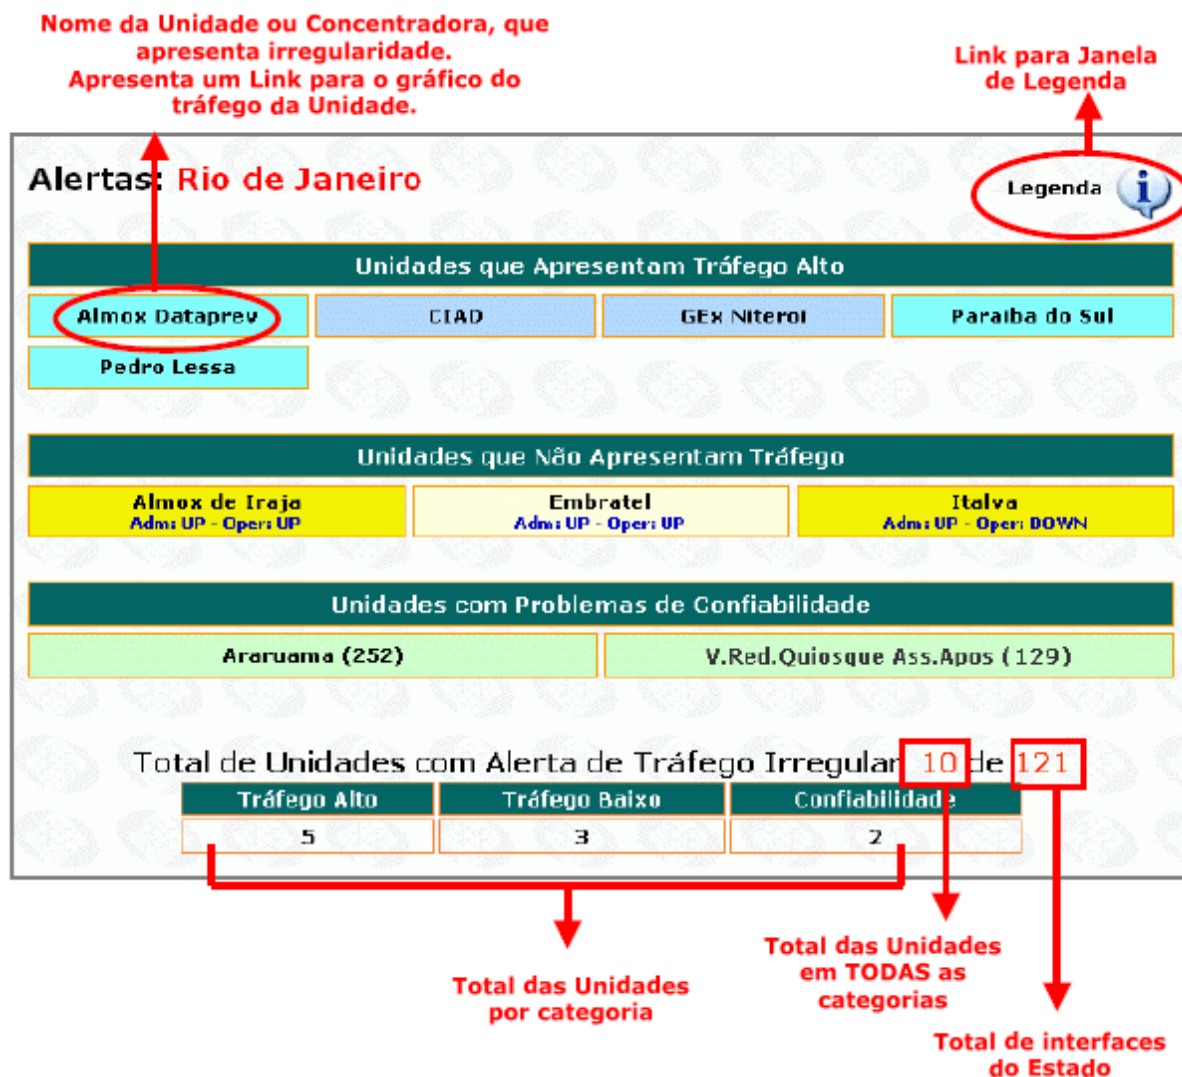 Nome da Unidade ou Concentradora, que
apresenta irregularidade.
Apresenta um Link para o gráfico do
tráfego da Unidade.
Link para Janela
de Legenda
Alertas: Rio de Janeiro
Legenda
Unidades que Apresentam Tráfego Alto
Almox Dataprev
CIAD
GEx Niteroi
Paraiba do Sul
Pedro Lessa
Unidades que Não Apresentam Tráfego
Almox de Iraja
Adm: UP - Oper: UP
Embratel
Adm: UP - Oper: UP
Italva
Adm: UP - Oper: DOWN
Unidades com Problemas de Confiabilidade
Araruama (252)
V.Red.Quiosque Ass.Apos (129)
Total de Unidades com Alerta de Tráfego Irregular 10 de 121
Tráfego Alto
Tráfego Baixo
Confiabilidade
5
3
2
Total das Unidades
por categoria
Total das Unidades
em TODAS as
categorias
Total de interfaces
do Estado